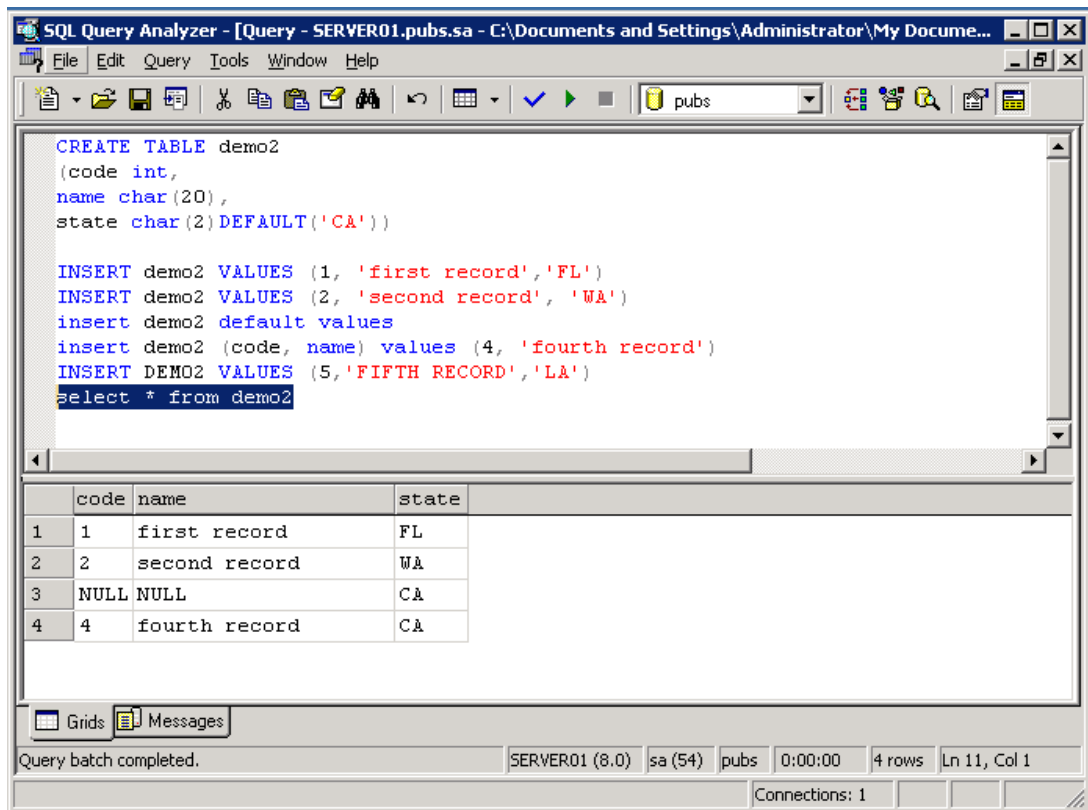 SQL Query Analyzer - [Query - SERVER01.pubs.sa - C:\Documents and Settings\Administrator\My Docume...
File Edit Query Tools Window Help
pubs
CREATE TABLE demo2
(code int,
name char(20),
state char(2)DEFAULT('CA'))
INSERT demo2 VALUES (1, 'first record','FL')
INSERT demo2 VALUES (2, 'second record', 'WA')
insert demo2 default values
insert demo2 (code, name) values (4, 'fourth record')
INSERT DEMO2 VALUES (5,'FIFTH RECORD','LA')
select * from demo2
code name state
1 1 first record FL
2 2 second record WA
3 NULL NULL CA
4 4 fourth record CA
Grids Messages
Query batch completed. SERVER01 (8.0) sa (54) pubs 0:00:00 4 rows Ln 11, Col 1
Connections: 1